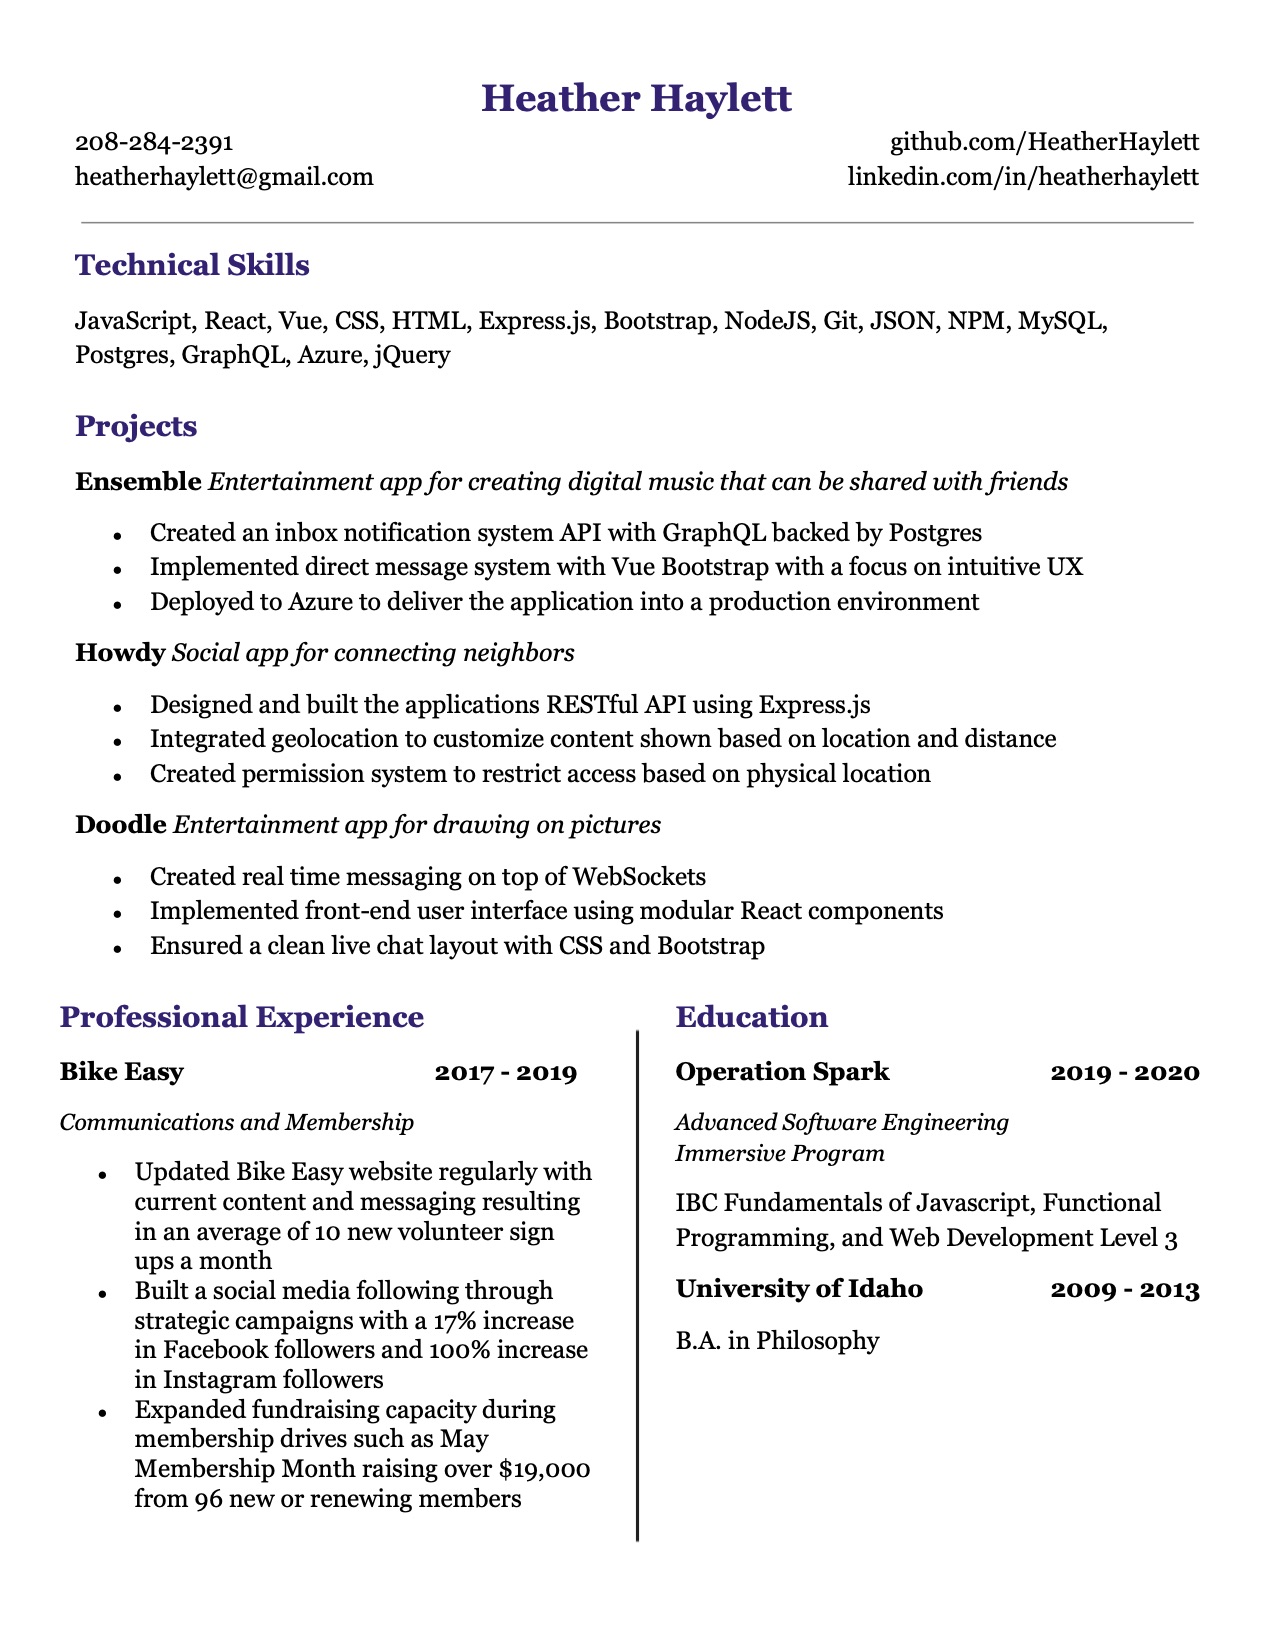 Heather Haylett
208-284-2391 github.com/HeatherHaylett
heatherhaylett@gmail.com linkedin.com/in/heatherhaylett
Technical Skills
JavaScript, React, Vue, CSS, HTML, Express.js, Bootstrap, NodeJS, Git, JSON, NPM, MySQL,
Postgres, GraphQL, Azure, jQuery
Projects
Ensemble Entertainment app for creating digital music that can be shared with friends
• Created an inbox notification system API with GraphQL backed by Postgres
• Implemented direct message system with Vue Bootstrap with a focus on intuitive UX
• Deployed to Azure to deliver the application into a production environment
Howdy Social app for connecting neighbors
• Designed and built the applications RESTful API using Express.js
• Integrated geolocation to customize content shown based on location and distance
• Created permission system to restrict access based on physical location
Doodle Entertainment app for drawing on pictures
• Created real time messaging on top of WebSockets
• Implemented front-end user interface using modular React components
• Ensured a clean live chat layout with CSS and Bootstrap
Professional Experience
Bike Easy 2017 - 2019
Communications and Membership
• Updated Bike Easy website regularly with
current content and messaging resulting
in an average of 10 new volunteer sign
ups a month
• Built a social media following through
strategic campaigns with a 17% increase
in Facebook followers and 100% increase
in Instagram followers
• Expanded fundraising capacity during
membership drives such as May
Membership Month raising over $19,000
from 96 new or renewing members
Education
Operation Spark 2019 - 2020
Advanced Software Engineering
Immersive Program
IBC Fundamentals of Javascript, Functional
Programming, and Web Development Level 3
University of Idaho 2009 - 2013
B.A. in Philosophy